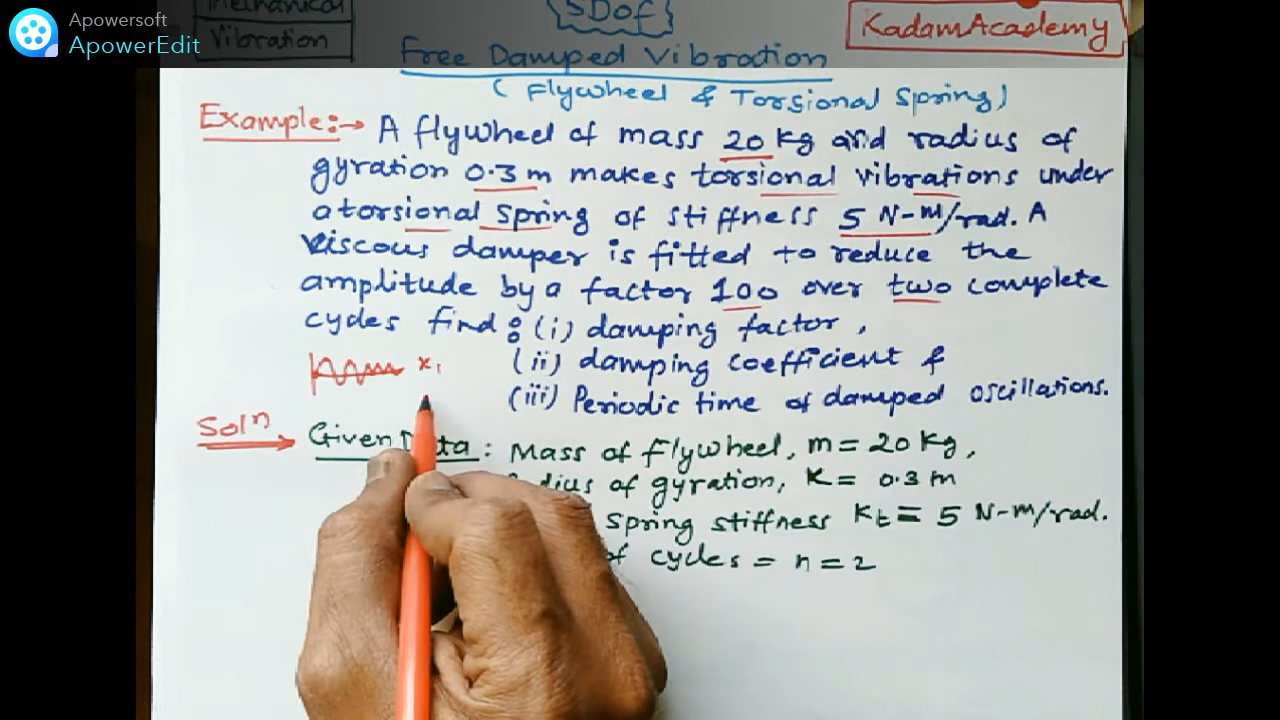 Apowersoft
ApowerEdit
Mechanical
Vibration
SDof
KadamAcademy
Free Damped Vibration
( Flywheel & Torsional Spring)
Example:→ A flywheel of mass 20 kg and radius of
gyration 0.3 m makes torsional vibrations under
a torsional spring of stiffness 5 N-m/rad. A
viscous damper is fitted to reduce the
amplitude by a factor 100 over two complete
cycles find : (i) damping factor,
(ii) damping coefficient &
(iii) Periodic time of damped oscillations.
x1
Soln
Given : Mass of flywheel, m = 20 kg,
of gyration, K = 0.3 m
spring stiffness Kt = 5 N-m/rad.
cycles = n = 2